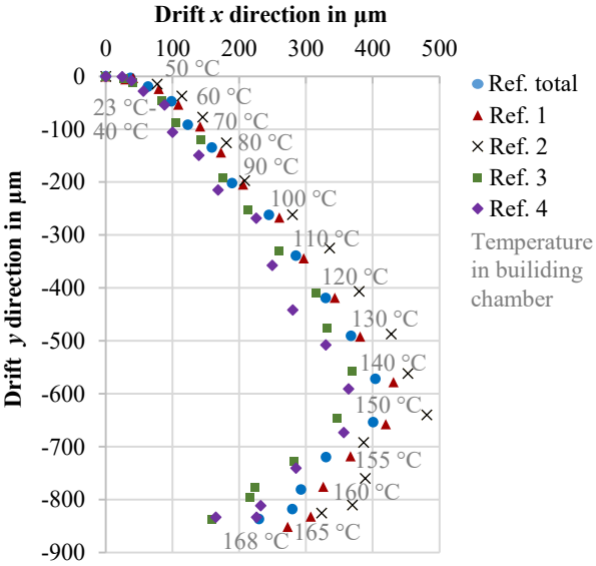 Drift x direction in µm
0 100 200 300 400 500
0
-100
-200
-300
-400
-500
-600
-700
-800
-900
Drift y direction in µm
23 °C-
40 °C
50 °C
60 °C
70 °C
80 °C
90 °C
100 °C
110 °C
120 °C
130 °C
140 °C
150 °C
155 °C
160 °C
165 °C
168 °C
Ref. total
Ref. 1
Ref. 2
Ref. 3
Ref. 4
Temperature
in builiding
chamber